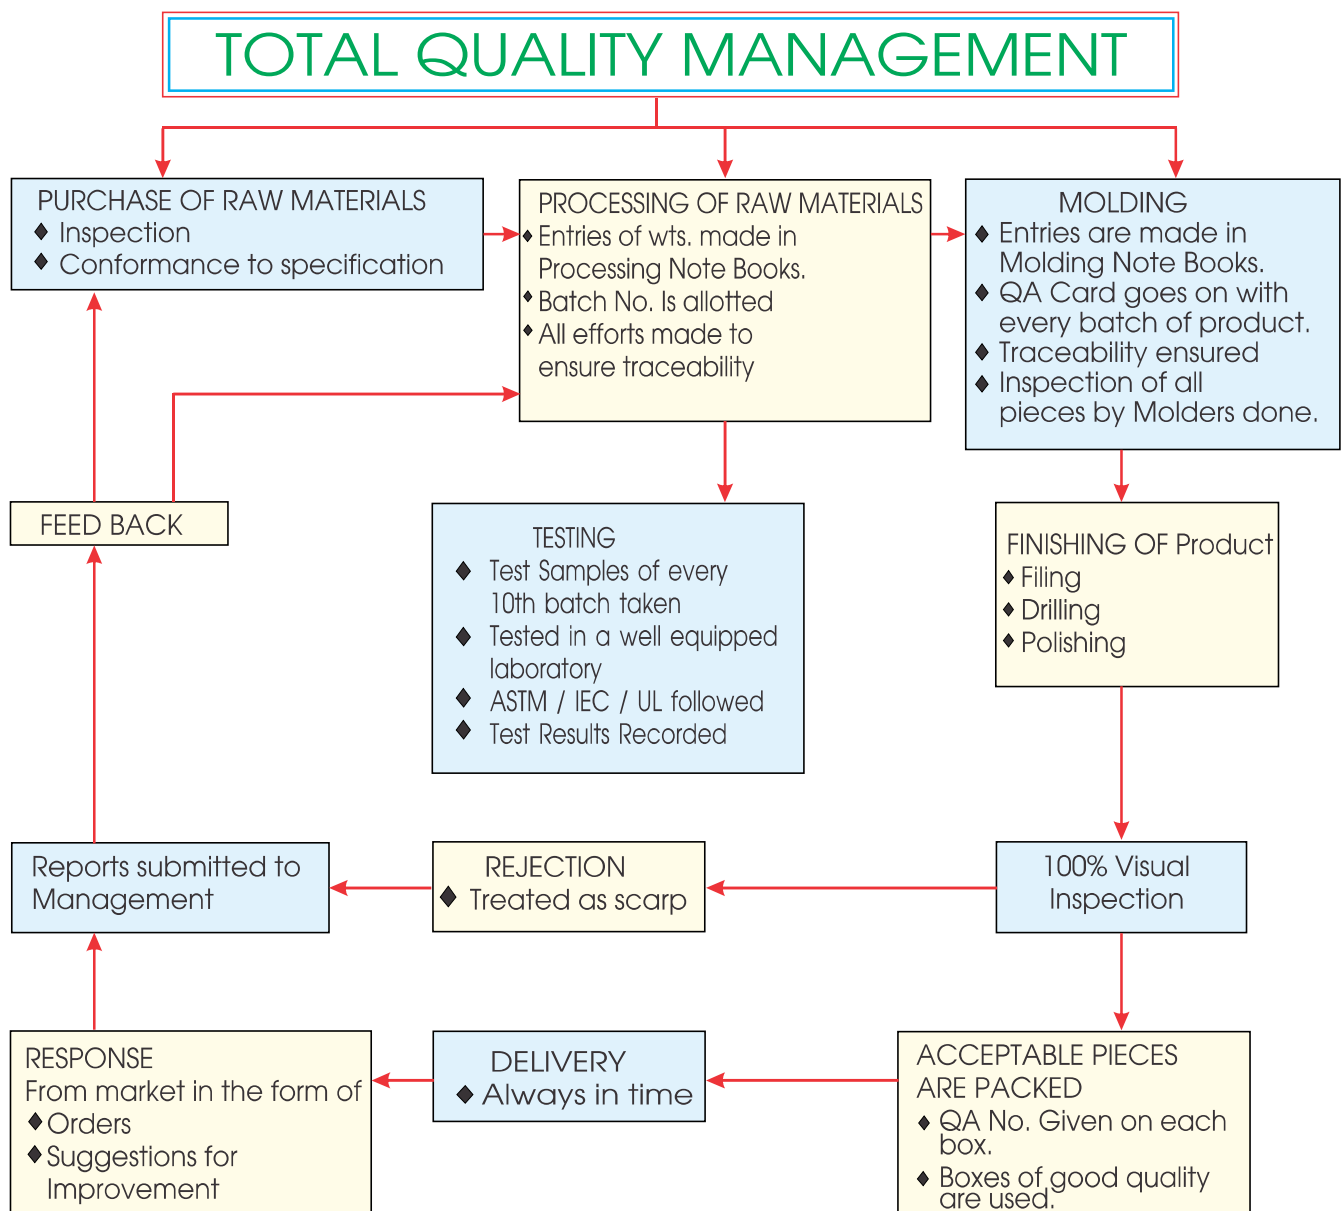 TOTAL QUALITY MANAGEMENT
PURCHASE OF RAW MATERIALS
Inspection
Conformance to specification
PROCESSING OF RAW MATERIALS
Entries of wts. made in
Processing Note Books.
Batch No. Is allotted
All efforts made to
ensure traceability
MOLDING
Entries are made in
Molding Note Books.
QA Card goes on with
every batch of product.
Traceability ensured
Inspection of all
pieces by Molders done.
FEED BACK
TESTING
Test Samples of every
10th batch taken
Tested in a well equipped
laboratory
ASTM / IEC / UL followed
Test Results Recorded
FINISHING OF Product
Filing
Drilling
Polishing
Reports submitted to
Management
REJECTION
Treated as scarp
100% Visual
Inspection
RESPONSE
From market in the form of
Orders
Suggestions for
Improvement
DELIVERY
Always in time
ACCEPTABLE PIECES
ARE PACKED
QA No. Given on each
box.
Boxes of good quality
are used.